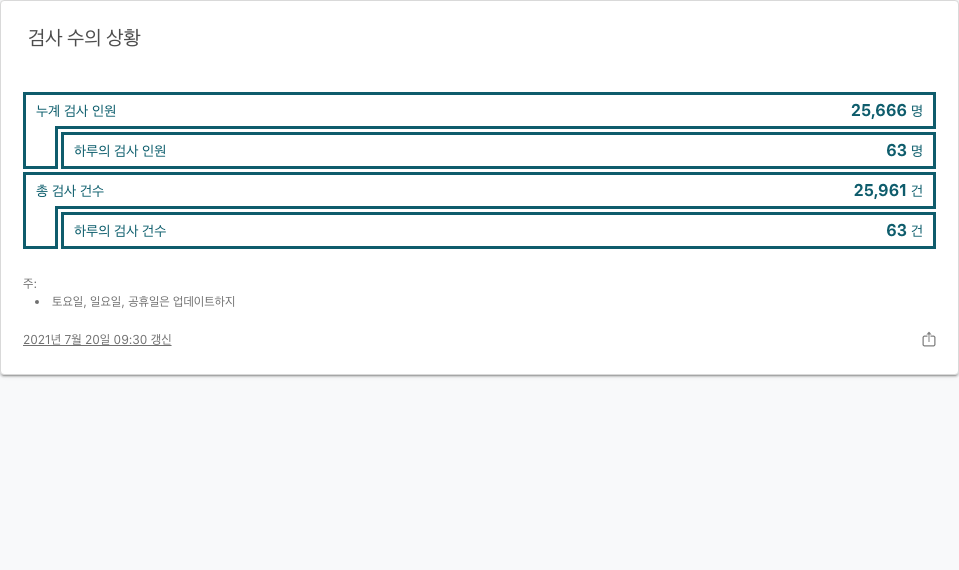 검사 수의 상황
누계 검사 인원 25,666 명
하루의 검사 인원 63 명
총 검사 건수 25,961 건
하루의 검사 건수 63 건
주:
• 토요일, 일요일, 공휴일은 업데이트하지
2021년 7월 20일 09:30 갱신